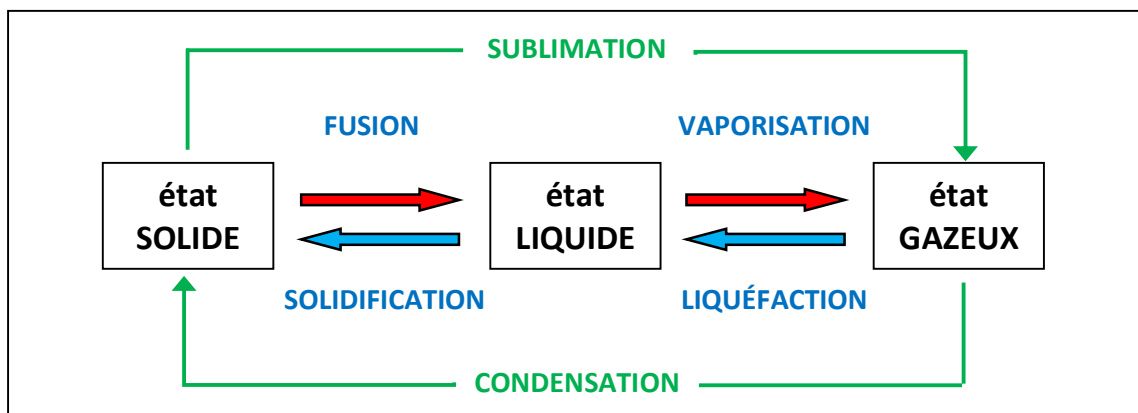 SUBLIMATION
FUSION
VAPORISATION
état
SOLIDE
état
LIQUIDE
état
GAZEUX
SOLIDIFICATION
LIQUÉFACTION
CONDENSATION